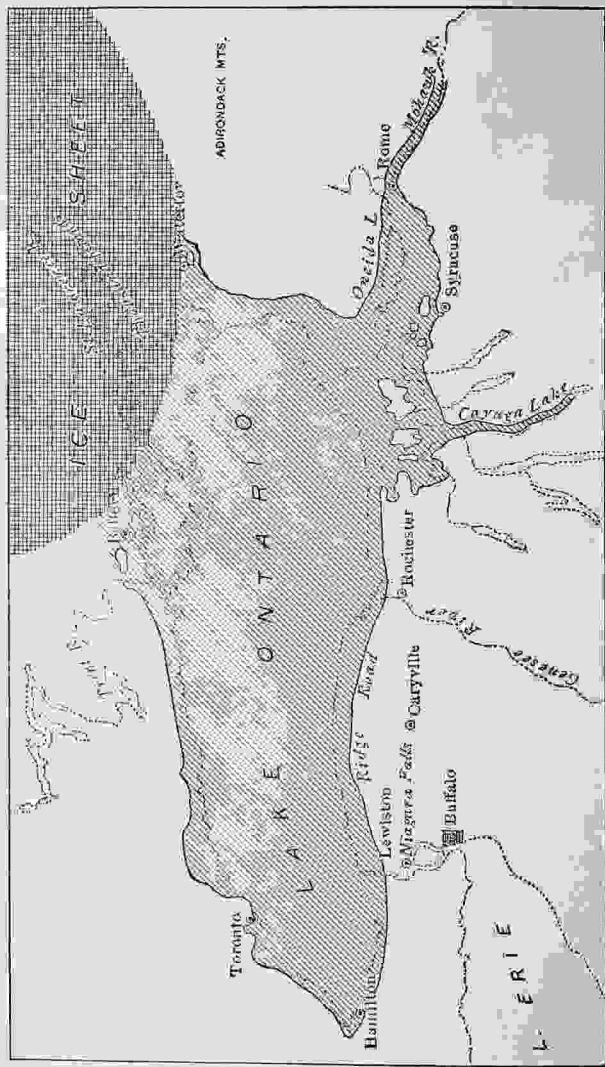 ICE SHEET
ADIRONDACK MTS.
Watertown
LAKE ONTARIO
Toronto
Hamilton
Oneida L
Rome
Mohawk R.
Syracuse
Cayuga Lake
Rochester
Genesee River
Ridge Road
Caryville
Lewiston
Niagara Falls
Buffalo
L. ERIE